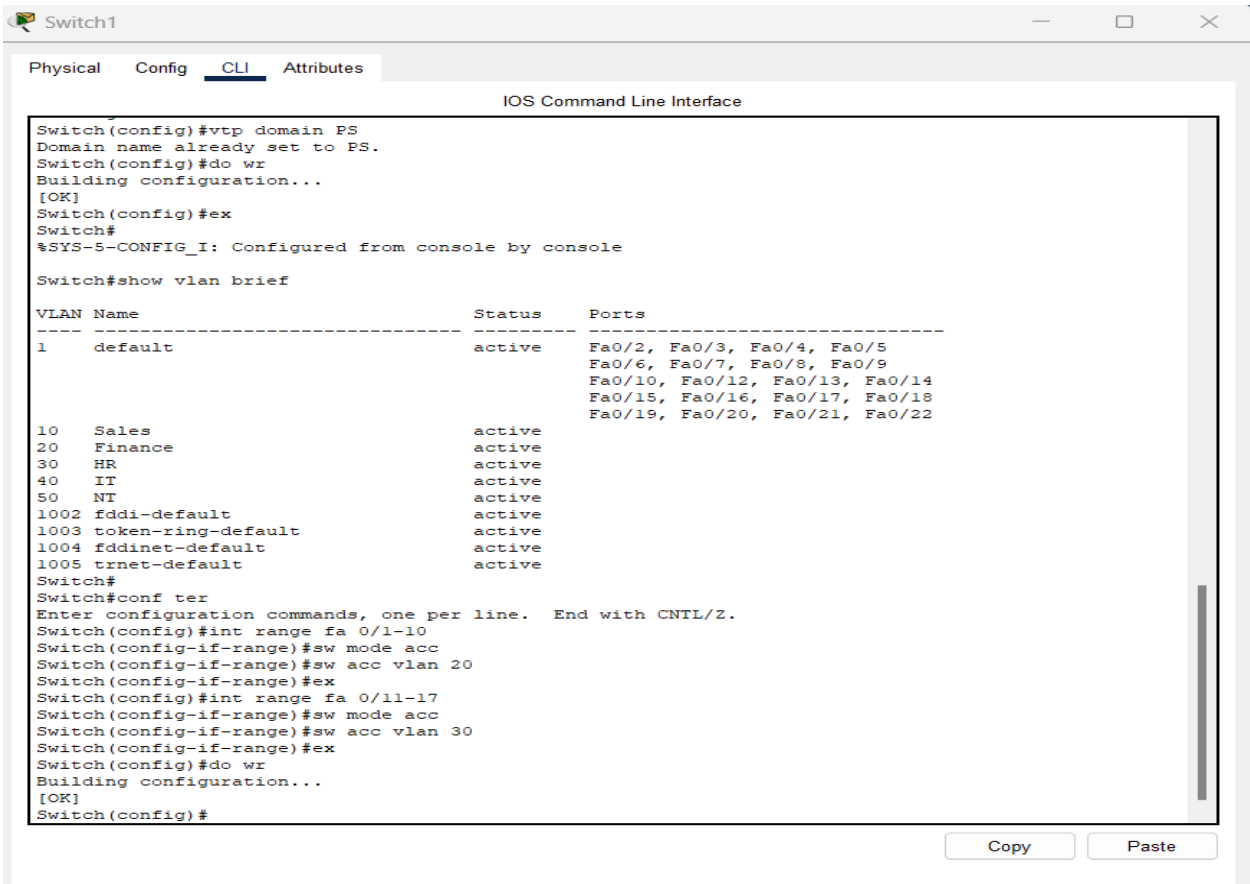 Switch1
Physical Config CLI Attributes
IOS Command Line Interface
Switch(config)#vtp domain PS
Domain name already set to PS.
Switch(config)#do wr
Building configuration...
[OK]
Switch(config)#ex
Switch#
%SYS-5-CONFIG_I: Configured from console by console
Switch#show vlan brief
VLAN Name                             Status    Ports
---- -------------------------------- --------- -------------------------------
1    default                          active    Fa0/2, Fa0/3, Fa0/4, Fa0/5
                                                Fa0/6, Fa0/7, Fa0/8, Fa0/9
                                                Fa0/10, Fa0/12, Fa0/13, Fa0/14
                                                Fa0/15, Fa0/16, Fa0/17, Fa0/18
                                                Fa0/19, Fa0/20, Fa0/21, Fa0/22
10   Sales                            active
20   Finance                          active
30   HR                               active
40   IT                               active
50   NT                               active
1002 fddi-default                     active
1003 token-ring-default               active
1004 fddinet-default                  active
1005 trnet-default                    active
Switch#
Switch#conf ter
Enter configuration commands, one per line.  End with CNTL/Z.
Switch(config)#int range fa 0/1-10
Switch(config-if-range)#sw mode acc
Switch(config-if-range)#sw acc vlan 20
Switch(config-if-range)#ex
Switch(config)#int range fa 0/11-17
Switch(config-if-range)#sw mode acc
Switch(config-if-range)#sw acc vlan 30
Switch(config-if-range)#ex
Switch(config)#do wr
Building configuration...
[OK]
Switch(config)#
Copy Paste